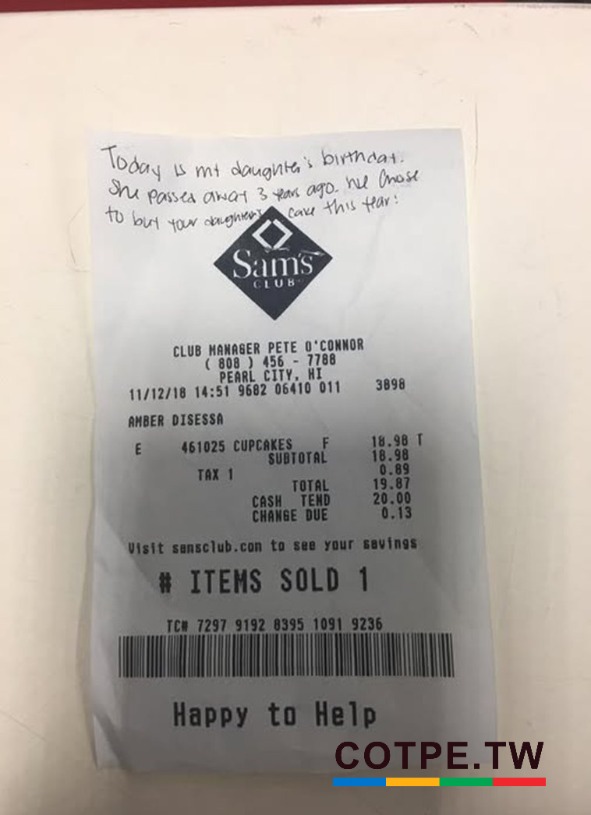 Today is my daughter's birthday.
She passed away 3 years ago. We chose
to buy your daughter's cake this year!
Sam's
CLUB
CLUB MANAGER PETE O'CONNOR
( 808 ) 456 - 7788
PEARL CITY, HI
11/12/18 14:51 9682 06410 011 3898
AMBER DISESSA
E 461025 CUPCAKES F 18.98 T
SUBTOTAL 18.98
TAX 1 0.89
TOTAL 19.87
CASH TEND 20.00
CHANGE DUE 0.13
Visit samsclub.com to see your savings
# ITEMS SOLD 1
TC# 7297 9192 8395 1091 9236
Happy to Help
COTPE.TW